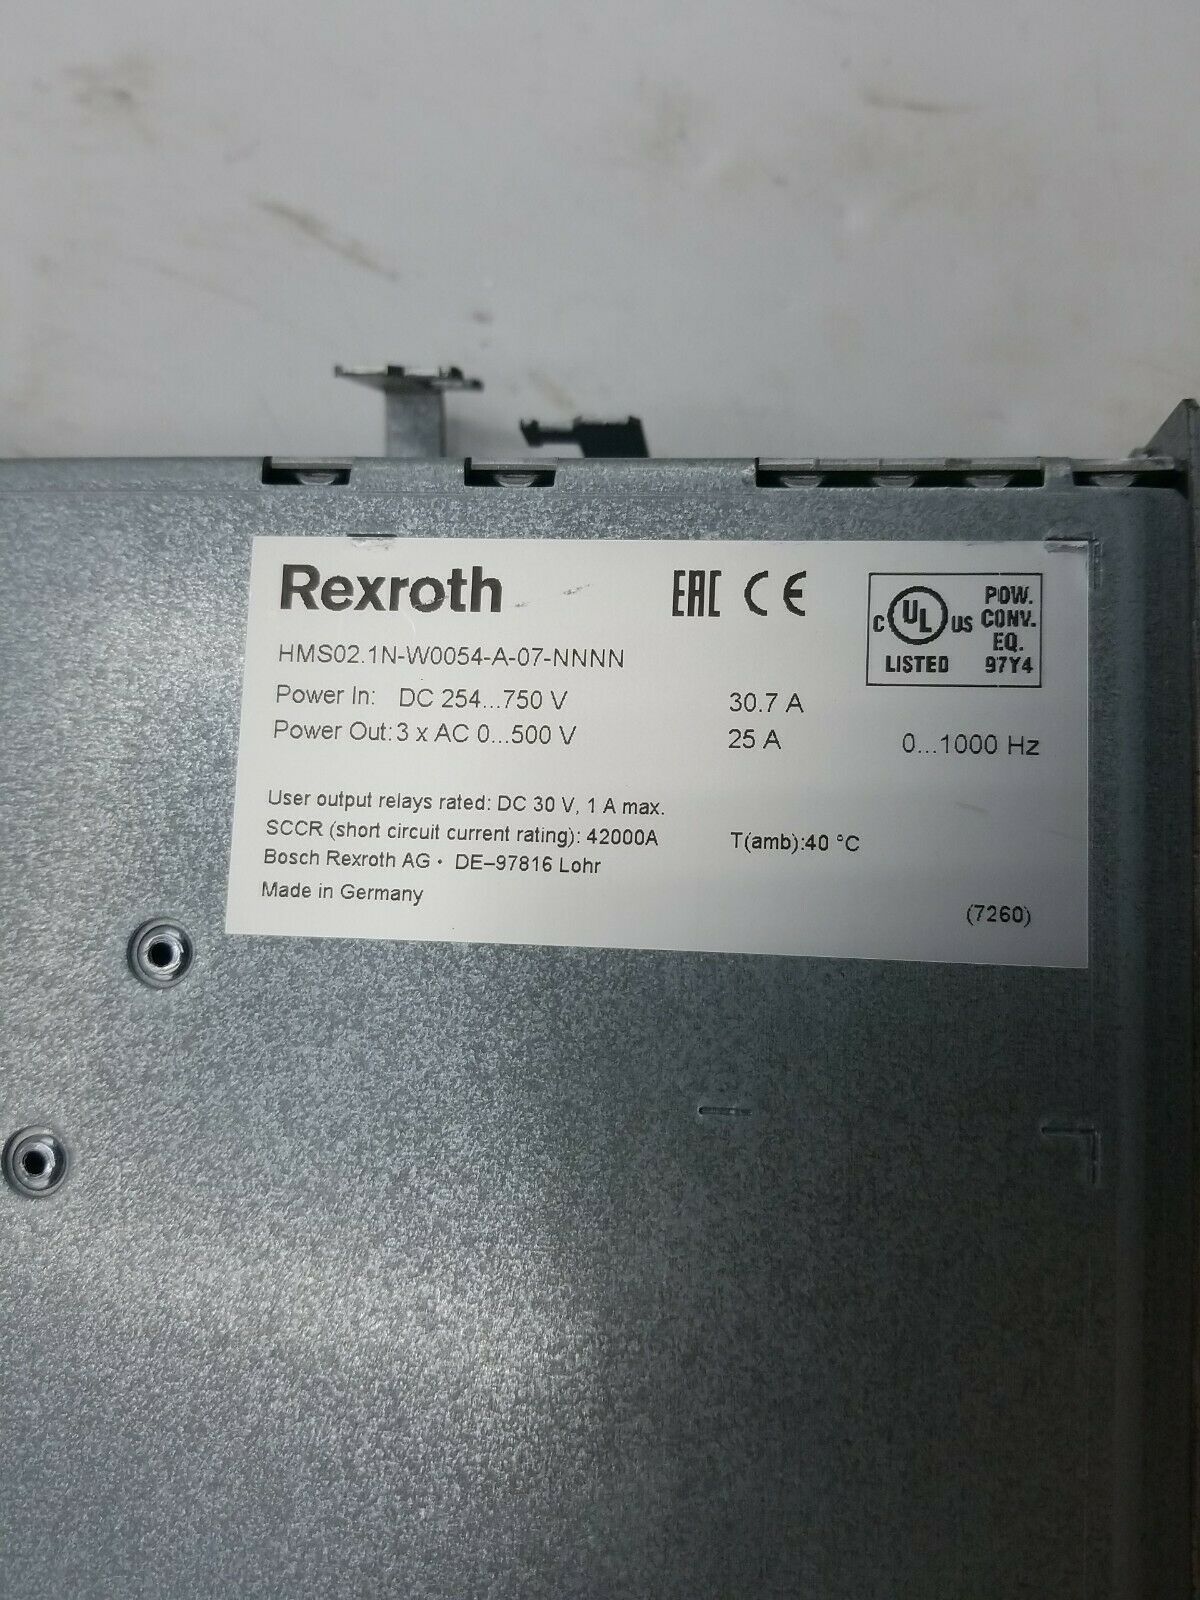 Rexroth
EAC CE
C UL US LISTED
POW.
CONV.
EQ.
97Y4
HMS02.1N-W0054-A-07-NNNN
Power In: DC 254...750 V 30.7 A
Power Out: 3 x AC 0...500 V 25 A 0...1000 Hz
User output relays rated: DC 30 V, 1 A max.
SCCR (short circuit current rating): 42000A T(amb):40 °C
Bosch Rexroth AG • DE–97816 Lohr
Made in Germany
(7260)